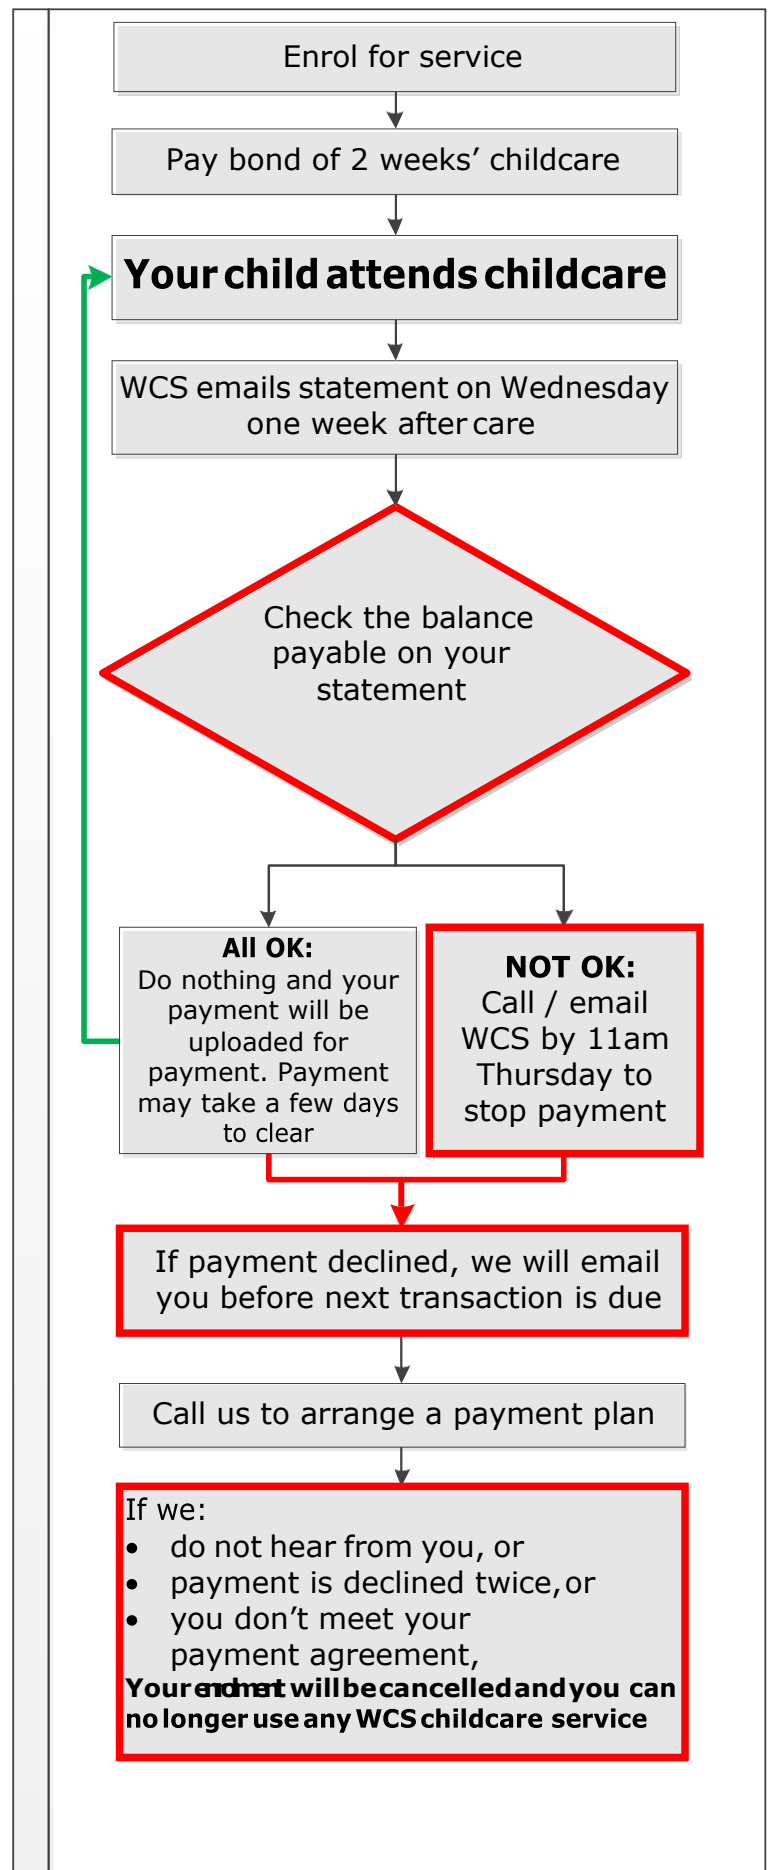 Enrol for service
Pay bond of 2 weeks’ childcare
Your child attends childcare
WCS emails statement on Wednesday
one week after care
Check the balance
payable on your
statement
All OK:
Do nothing and your
payment will be
uploaded for
payment. Payment
may take a few days
to clear
NOT OK:
Call / email
WCS by 11am
Thursday to
stop payment
If payment declined, we will email
you before next transaction is due
Call us to arrange a payment plan
If we:
• do not hear from you, or
• payment is declined twice, or
• you don’t meet your
payment agreement,
Your will be cancelled and you can
no longer use any WCS childcare service